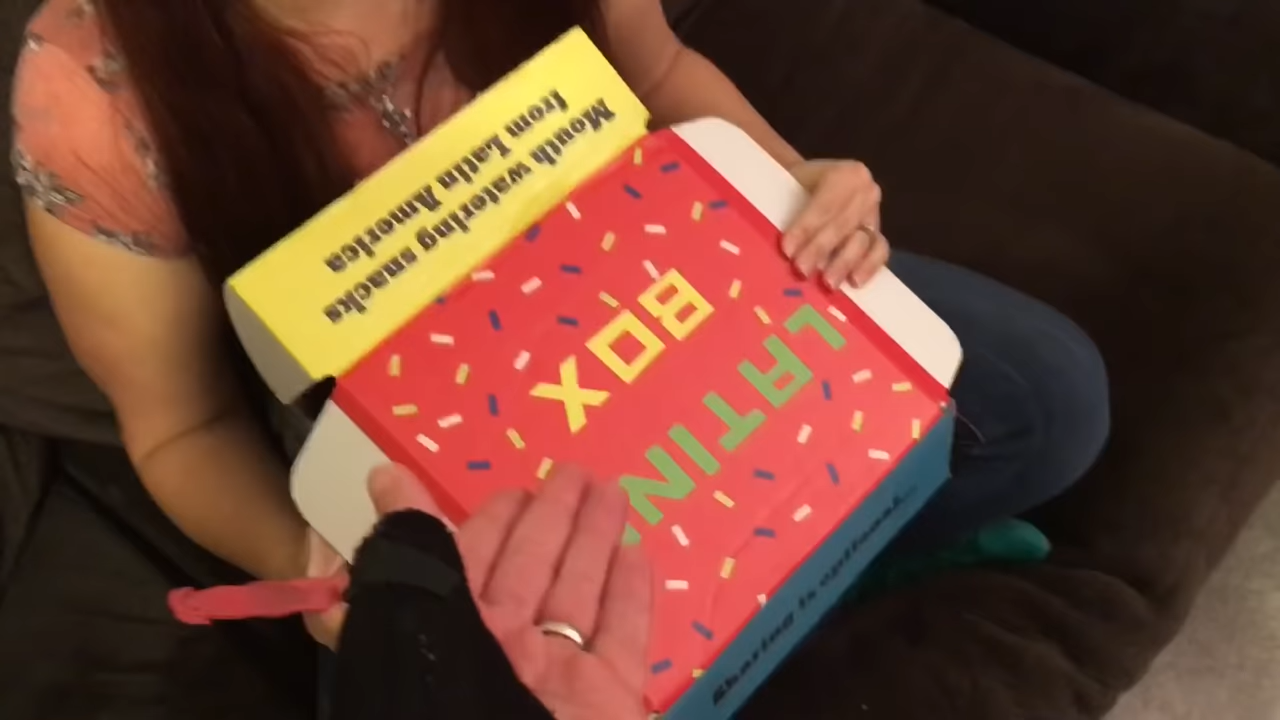 Mouth watering snacks
from Latin America
LATIN
BOX
Sharing is optional...